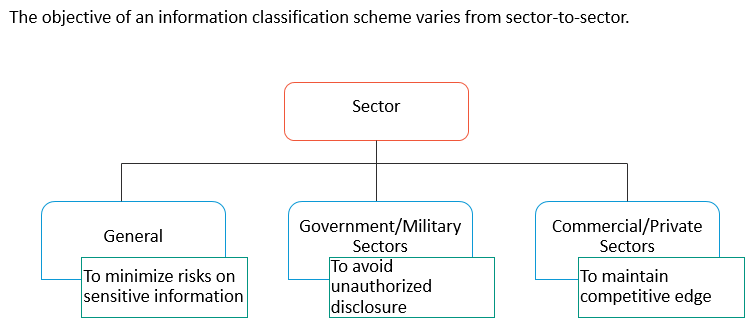 The objective of an information classification scheme varies from sector-to-sector.
Sector
General
To minimize risks on
sensitive information
Government/Military
Sectors
To avoid
unauthorized
disclosure
Commercial/Private
Sectors
To maintain
competitive edge